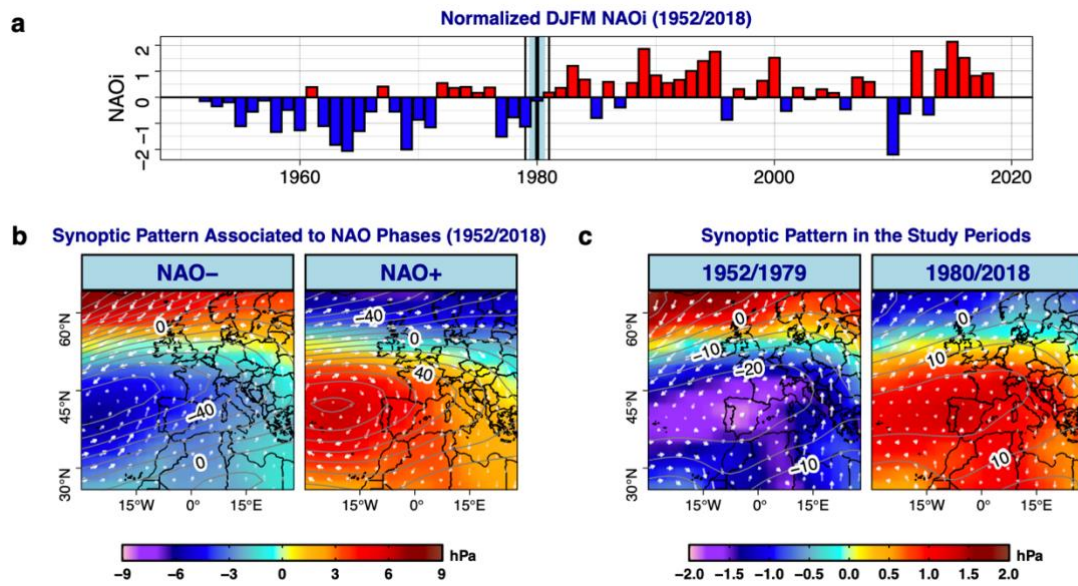 a
Normalized DJFM NAOi (1952/2018)
NAOi
2
1
0
−1
−2
1960 1980 2000 2020
b
Synoptic Pattern Associated to NAO Phases (1952/2018)
NAO− NAO+
60°N
45°N
30°N
0
−40
0
−40
0
40
15°W 0° 15°E 15°W 0° 15°E
−9 −6 −3 0 3 6 9 hPa
c
Synoptic Pattern in the Study Periods
1952/1979 1980/2018
60°N
45°N
30°N
0
−10
−20
−10
0
10
10
15°W 0° 15°E 15°W 0° 15°E
−2.0 −1.5 −1.0 −0.5 0.0 0.5 1.0 1.5 2.0 hPa